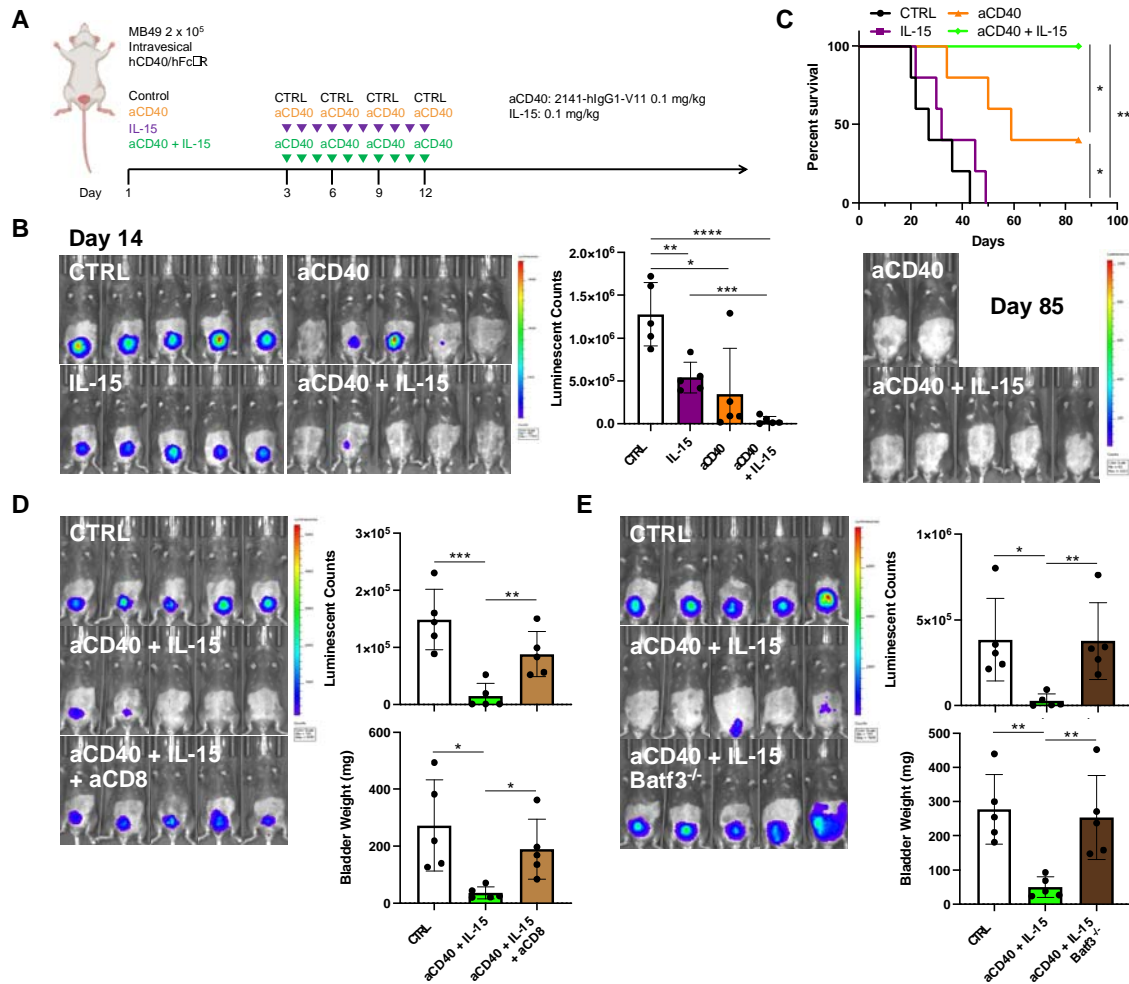 A
MB49 2 x 10⁵
Intravesical
hCD40/hFc□R
Control
aCD40
IL-15
aCD40 + IL-15
CTRL CTRL CTRL CTRL
aCD40 aCD40 aCD40 aCD40
aCD40 aCD40 aCD40 aCD40
aCD40: 2141-hIgG1-V11 0.1 mg/kg
IL-15: 0.1 mg/kg
Day 1 3 6 9 12
C
CTRL aCD40
IL-15 aCD40 + IL-15
Percent survival
100
50
0
0 20 40 60 80 100
Days
*
**
*
B
Day 14
CTRL
aCD40
IL-15
aCD40 + IL-15
Luminescent Counts
2.0×10⁶
1.5×10⁶
1.0×10⁶
5.0×10⁵
0.0
****
**
*
***
CTRL
IL-15
aCD40
aCD40
+ IL-15
aCD40
Day 85
aCD40 + IL-15
D
CTRL
aCD40 + IL-15
aCD40 + IL-15
+ aCD8
Luminescent Counts
3×10⁵
2×10⁵
1×10⁵
0
***
**
Bladder Weight (mg)
600
400
200
0
*
*
CTRL
aCD40 + IL-15
aCD40 + IL-15
+ aCD8
E
CTRL
aCD40 + IL-15
aCD40 + IL-15
Batf3⁻/⁻
Luminescent Counts
1×10⁶
5×10⁵
0
*
**
Bladder Weight (mg)
500
400
300
200
100
0
**
**
CTRL
aCD40 + IL-15
aCD40 + IL-15
Batf3⁻/⁻